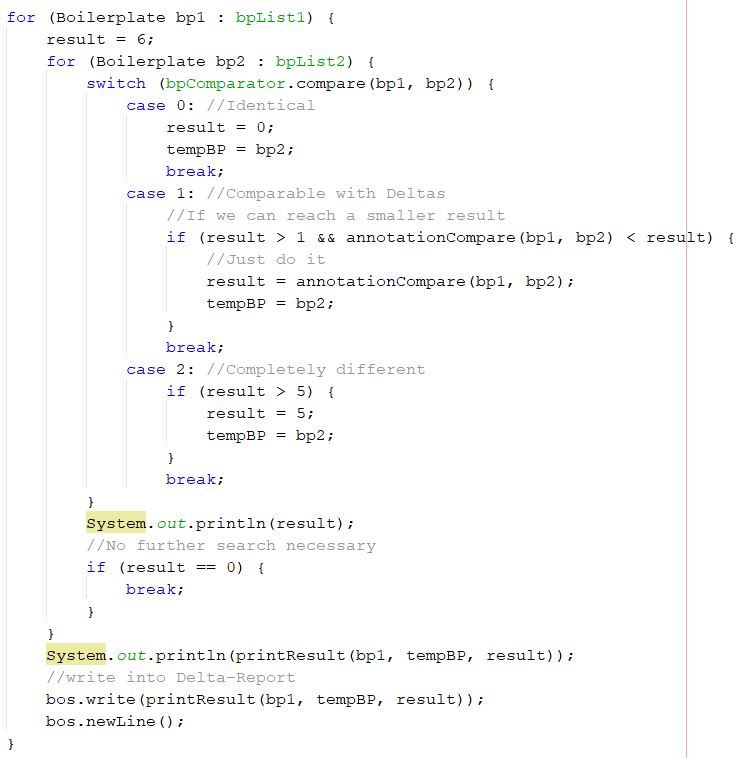 for (Boilerplate bp1 : bpList1) {
    result = 6;
    for (Boilerplate bp2 : bpList2) {
        switch (bpComparator.compare(bp1, bp2)) {
            case 0: //Identical
                result = 0;
                tempBP = bp2;
                break;
            case 1: //Comparable with Deltas
                //If we can reach a smaller result
                if (result > 1 && annotationCompare(bp1, bp2) < result) {
                    //Just do it
                    result = annotationCompare(bp1, bp2);
                    tempBP = bp2;
                }
                break;
            case 2: //Completely different
                if (result > 5) {
                    result = 5;
                    tempBP = bp2;
                }
                break;
        }
        System.out.println(result);
        //No further search necessary
        if (result == 0) {
            break;
        }
    }
    System.out.println(printResult(bp1, tempBP, result));
    //write into Delta-Report
    bos.write(printResult(bp1, tempBP, result));
    bos.newLine();
}